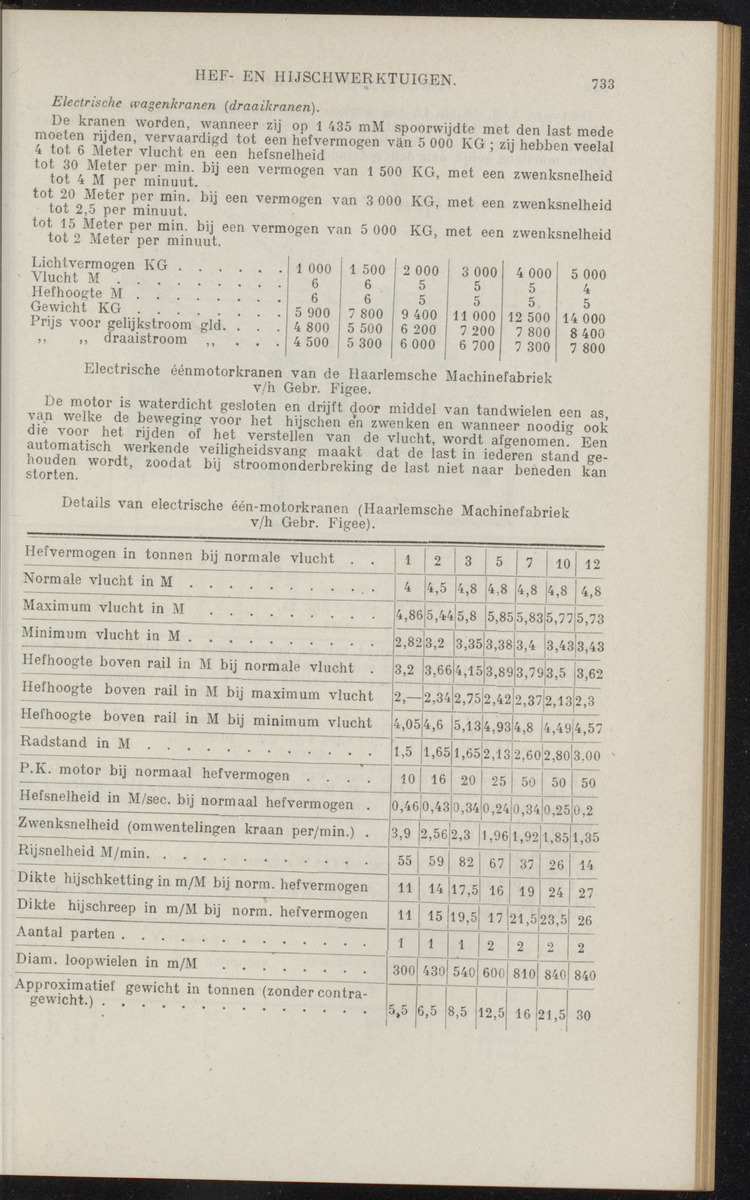 HEF- EN HIJSCHWERKTUIGEN. 733
Electrische wagenkranen (draaikranen).
De kranen worden, wanneer zij op 1 435 mM spoorwijdte met den last mede
moeten rijden, vervaardigd tot een hefvermogen van 5 000 KG ; zij hebben veelal
4 tot 6 Meter vlucht en een hefsnelheid
tot 30 Meter per min. bij een vermogen van 1 500 KG, met een zwenksnelheid
tot 4 M per minuut.
tot 20 Meter per min. bij een vermogen van 3 000 KG, met een zwenksnelheid
tot 2,5 per minuut.
tot 15 Meter per min. bij een vermogen van 5 000 KG, met een zwenksnelheid
tot 2 Meter per minuut.
Lichtvermogen KG . . . . . . 1 000 1 500 2 000 3 000 4 000 5 000
Vlucht M . . . . . . . . . 6 6 5 5 5 4
Hefhoogte M . . . . . . . . 6 6 5 5 5 5
Gewicht KG . . . . . . . . 5 900 7 800 9 400 11 000 12 500 14 000
Prijs voor gelijkstroom gld. . . . 4 800 5 500 6 200 7 200 7 800 8 400
„ „ draaistroom „ . . . 4 500 5 300 6 000 6 700 7 300 7 800
Electrische éénmotorkranen van de Haarlemsche Machinefabriek
v/h Gebr. Figee.
De motor is waterdicht gesloten en drijft door middel van tandwielen een as,
van welke de beweging voor het hijschen en zwenken en wanneer noodig ook
die voor het rijden of het verstellen van de vlucht, wordt afgenomen. Een
automatisch werkende veiligheidsvang maakt dat de last in iederen stand ge-
houden wordt, zoodat bij stroomonderbreking de last niet naar beneden kan
storten.
Details van electrische één-motorkranen (Haarlemsche Machinefabriek
v/h Gebr. Figee).
Hefvermogen in tonnen bij normale vlucht . . 1 2 3 5 7 10 12
Normale vlucht in M . . . . . . . . . . 4 4,5 4,8 4,8 4,8 4,8 4,8
Maximum vlucht in M . . . . . . . . . 4,86 5,44 5,8 5,85 5,83 5,77 5,73
Minimum vlucht in M . . . . . . . . . . 2,82 3,2 3,35 3,38 3,4 3,43 3,43
Hefhoogte boven rail in M bij normale vlucht . 3,2 3,66 4,15 3,89 3,79 3,5 3,62
Hefhoogte boven rail in M bij maximum vlucht 2,— 2,34 2,75 2,42 2,37 2,13 2,3
Hefhoogte boven rail in M bij minimum vlucht 4,05 4,6 5,13 4,93 4,8 4,49 4,57
Radstand in M . . . . . . . . . . . . 1,5 1,65 1,65 2,13 2,60 2,80 3.00
P.K. motor bij normaal hefvermogen . . . . 10 16 20 25 50 50 50
Hefsnelheid in M/sec. bij normaal hefvermogen . 0,46 0,43 0,34 0,24 0,34 0,25 0,2
Zwenksnelheid (omwentelingen kraan per/min.) . 3,9 2,56 2,3 1,96 1,92 1,85 1,35
Rijsnelheid M/min. . . . . . . . . . . . 55 59 82 67 37 26 14
Dikte hijschketting in m/M bij norm. hefvermogen 11 14 17,5 16 19 24 27
Dikte hijschreep in m/M bij norm. hefvermogen 11 15 19,5 17 21,5 23,5 26
Aantal parten . . . . . . . . . . . . . 1 1 1 2 2 2 2
Diam. loopwielen in m/M . . . . . . . . 300 430 540 600 810 840 840
Approximatief gewicht in tonnen (zonder contra-
gewicht.) . . . . . . . . . . . . . . 5,5 6,5 8,5 12,5 16 21,5 30